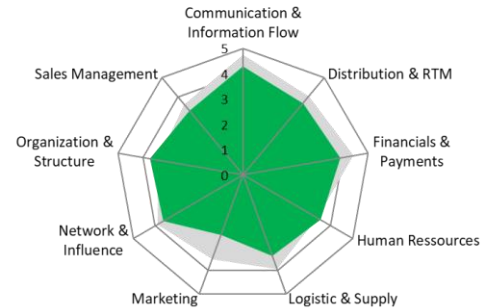 Communication &
Information Flow
5
4
3
2
1
0
Sales Management
Distribution & RTM
Organization &
Structure
Financials &
Payments
Network &
Influence
Human Ressources
Marketing
Logistic & Supply